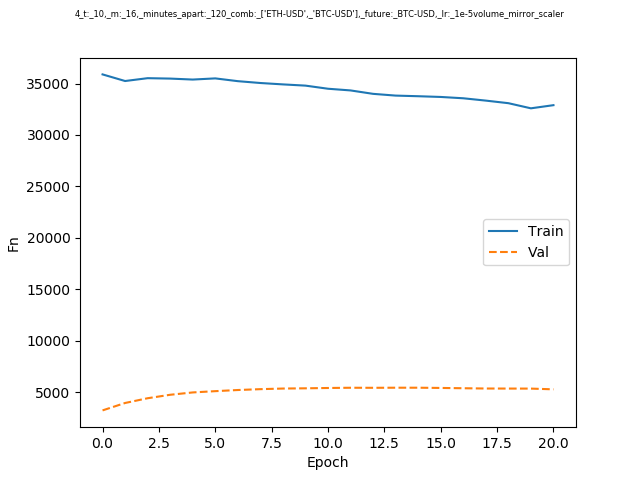 4_t:_10,_m:_16,_minutes_apart:_120_comb:_['ETH-USD',_'BTC-USD'],_future:_BTC-USD,_lr:_1e-5volume_mirror_scaler
35000
30000
25000
20000
15000
10000
5000
Fn
Train
Val
0.0 2.5 5.0 7.5 10.0 12.5 15.0 17.5 20.0
Epoch